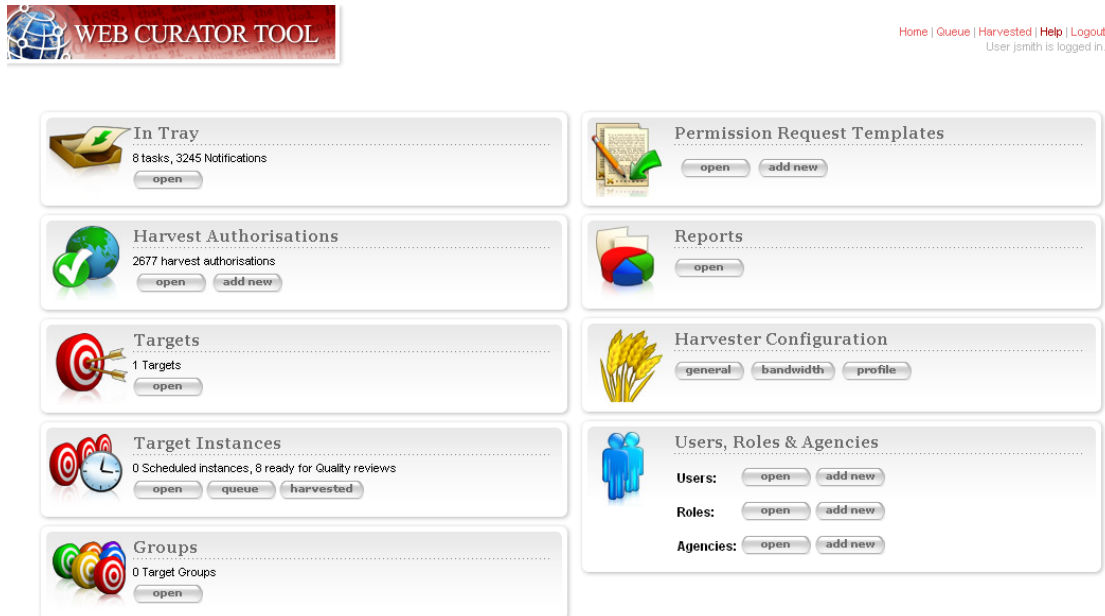 WEB CURATOR TOOL
Home | Queue | Harvested | Help | Logout
User jsmith is logged in.
In Tray
8 tasks, 3245 Notifications
open
Harvest Authorisations
2677 harvest authorisations
open add new
Targets
1 Targets
open
Target Instances
0 Scheduled instances, 8 ready for Quality reviews
open queue harvested
Groups
0 Target Groups
open
Permission Request Templates
open add new
Reports
open
Harvester Configuration
general bandwidth profile
Users, Roles & Agencies
Users: open add new
Roles: open add new
Agencies: open add new